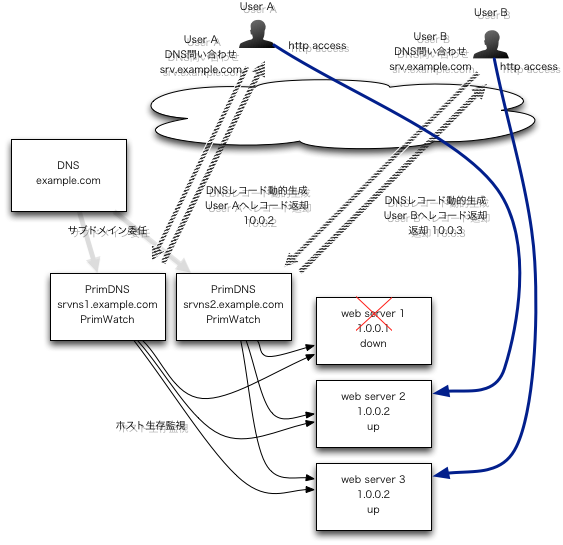 User A
User B
User A
DNS問い合わせ
srv.example.com
http access
User B
DNS問い合わせ
srv.example.com
http access
DNS
example.com
DNSレコード動的生成
User Aへレコード返却
10.0.2
DNSレコード動的生成
User Bへレコード返却
返却 10.0.3
サブドメイン委任
PrimDNS
srvns1.example.com
PrimWatch
PrimDNS
srvns2.example.com
PrimWatch
web server 1
1.0.0.1
down
web server 2
1.0.0.2
up
ホスト生存監視
web server 3
1.0.0.2
up